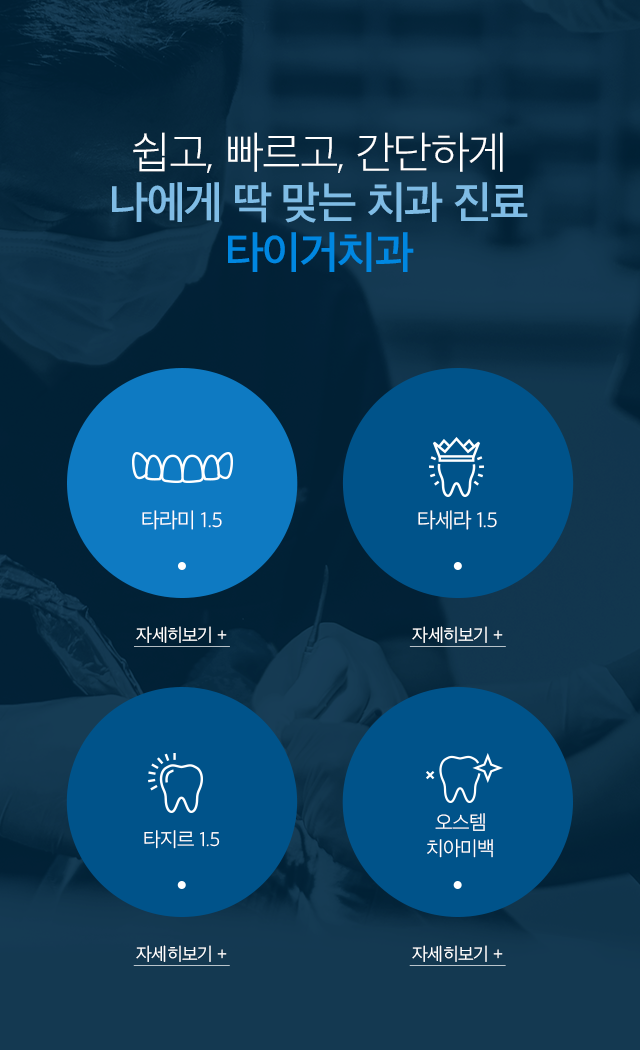 쉽고, 빠르고, 간단하게
나에게 딱 맞는 치과 진료
타이거치과
타라미 1.5
자세히보기 +
타세라 1.5
자세히보기 +
타지르 1.5
자세히보기 +
오스템
치아미백
자세히보기 +